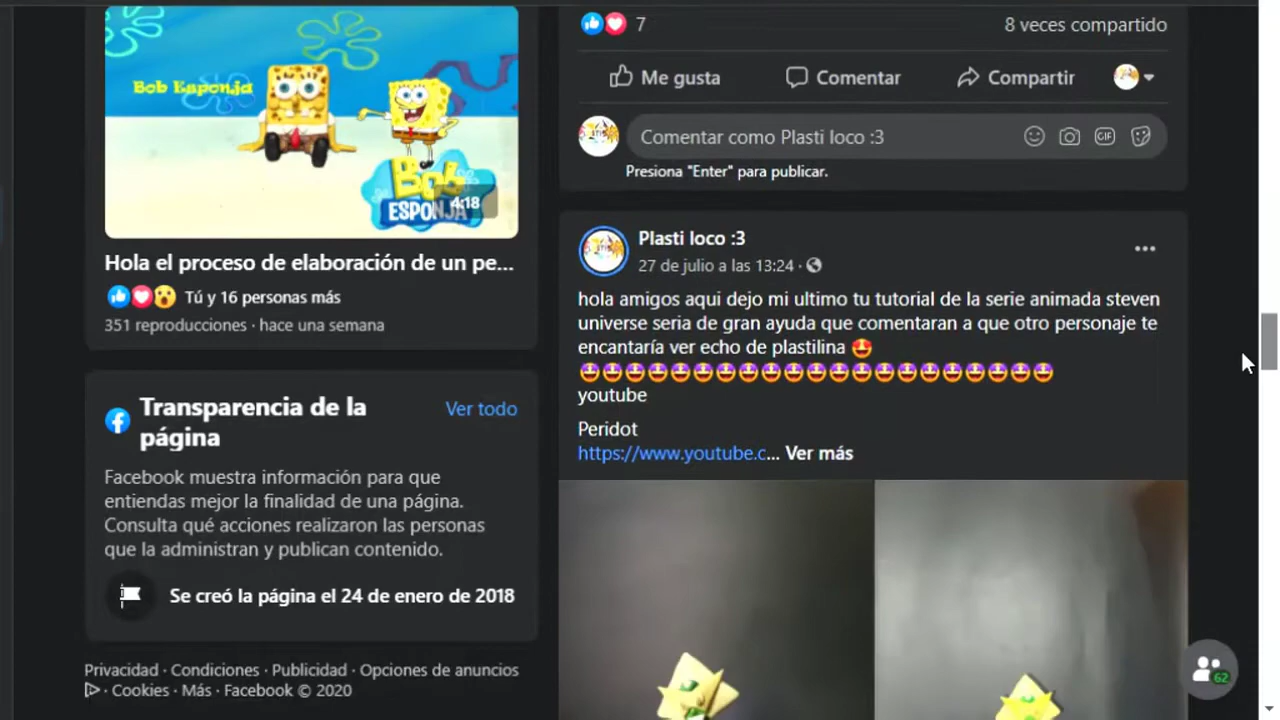 Bob Esponja
Bob
ESPONJA
4:18
Hola el proceso de elaboración de un pe...
Tú y 16 personas más
351 reproducciones · hace una semana
Transparencia de la
página
Ver todo
Facebook muestra información para que
entiendas mejor la finalidad de una página.
Consulta qué acciones realizaron las personas
que la administran y publican contenido.
Se creó la página el 24 de enero de 2018
Privacidad · Condiciones · Publicidad · Opciones de anuncios
· Cookies · Más · Facebook © 2020
7
8 veces compartido
Me gusta
Comentar
Compartir
Comentar como Plasti loco :3
GIF
Presiona "Enter" para publicar.
Plasti loco :3
27 de julio a las 13:24 ·
hola amigos aqui dejo mi ultimo tu tutorial de la serie animada steven
universe seria de gran ayuda que comentaran a que otro personaje te
encantaría ver echo de plastilina 🤩
🤩🤩🤩🤩🤩🤩🤩🤩🤩🤩🤩🤩🤩🤩🤩🤩🤩🤩🤩🤩🤩
youtube
Peridot
https://www.youtube.c... Ver más
62